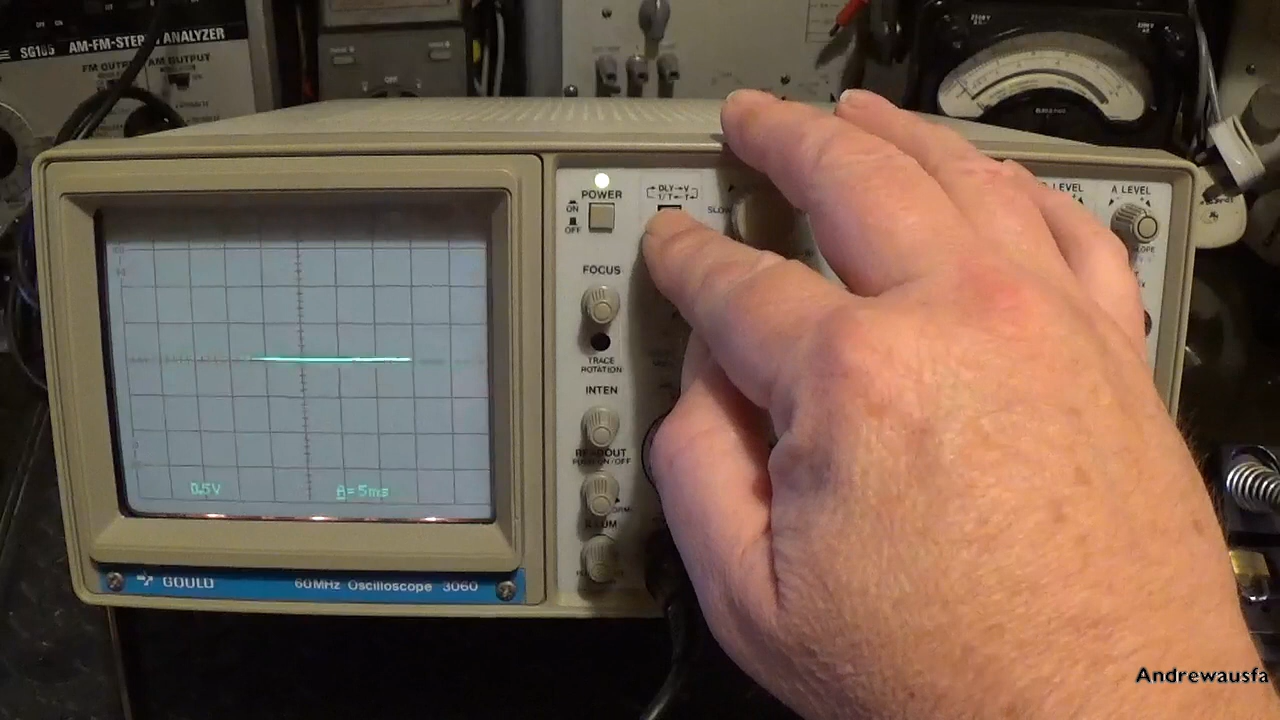 SG165 AM-FM-STEREO ANALYZER
FM OUTPUT
AM OUTPUT
OFF
POWER
ON
OFF
DLY→V
1/T←T
SLOW
A LEVEL
LEVEL
FOCUS
TRACE
ROTATION
INTEN
READOUT
PUSH ON/OFF
ILLUM
0.5V
A=5ms
GOULD
60MHz Oscilloscope 3060
Andrewausfa